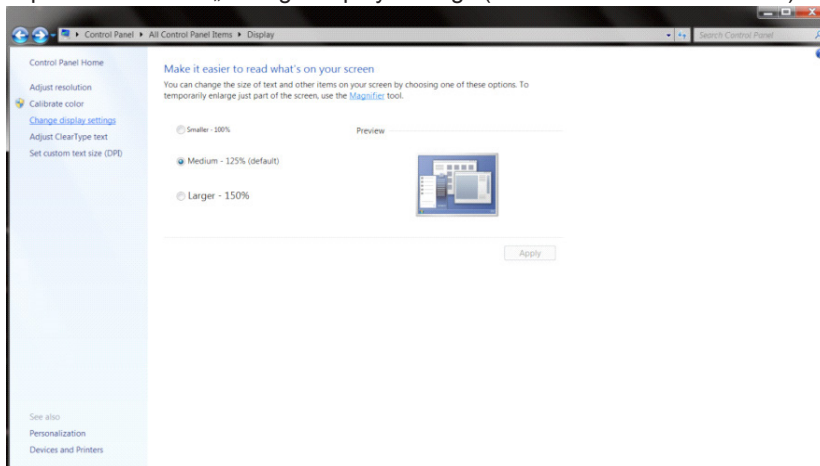 Control Panel ▸ All Control Panel Items ▸ Display
Search Control Panel
Control Panel Home
Adjust resolution
Calibrate color
Change display settings
Adjust ClearType text
Set custom text size (DPI)
Make it easier to read what's on your screen
You can change the size of text and other items on your screen by choosing one of these options. To
temporarily enlarge just part of the screen, use the Magnifier tool.
Smaller - 100%
Preview
Medium - 125% (default)
Larger - 150%
Apply
See also
Personalization
Devices and Printers